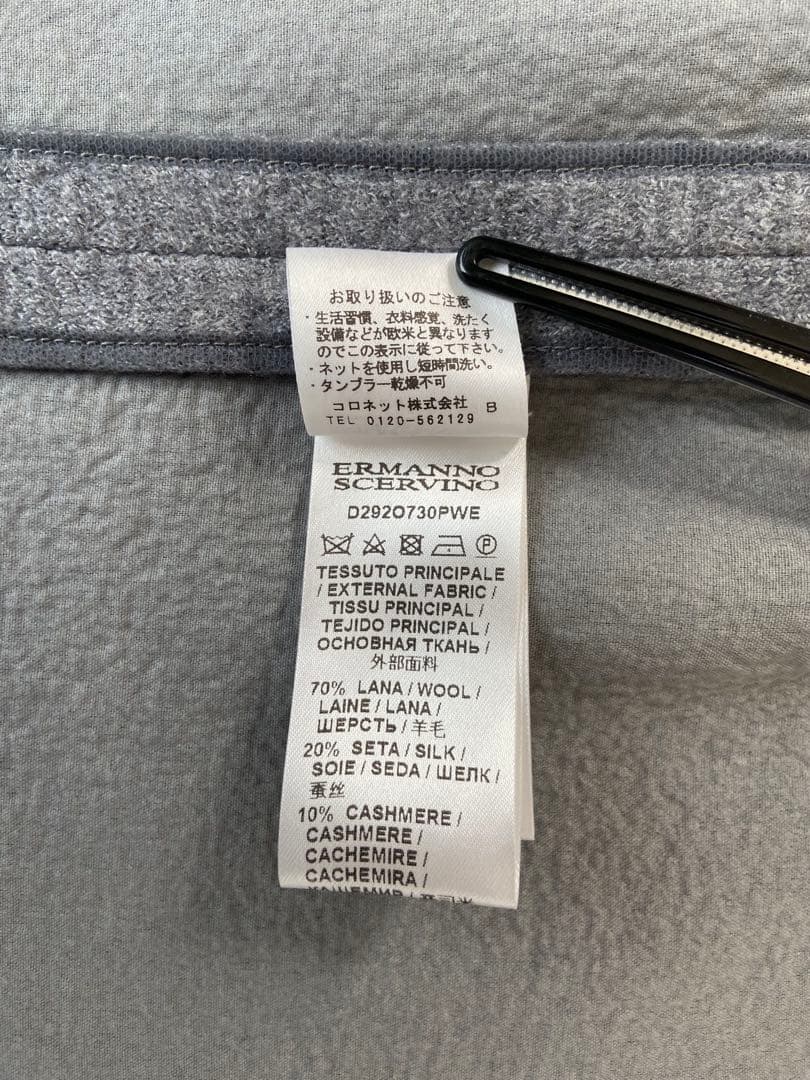 お取り扱いのご注意
・生活習慣、衣料感覚、洗たく
設備などが欧米と異なります
のでこの表示に従って下さい。
・ネットを使用し短時間洗い。
・タンブラー乾燥不可
コロネット株式会社 B
TEL 0120-562129
ERMANNO
SCERVINO
D292O730PWE
P
TESSUTO PRINCIPALE
/ EXTERNAL FABRIC /
TISSU PRINCIPAL /
TEJIDO PRINCIPAL /
ОСНОВНАЯ ТКАНЬ /
外部面料
70% LANA / WOOL /
LAINE / LANA /
ШЕРСТЬ / 羊毛
20% SETA / SILK /
SOIE / SEDA / ШЕЛК /
蚕丝
10% CASHMERE /
CASHMERE /
CACHEMIRE /
CACHEMIRA /
КАШЕМИР /